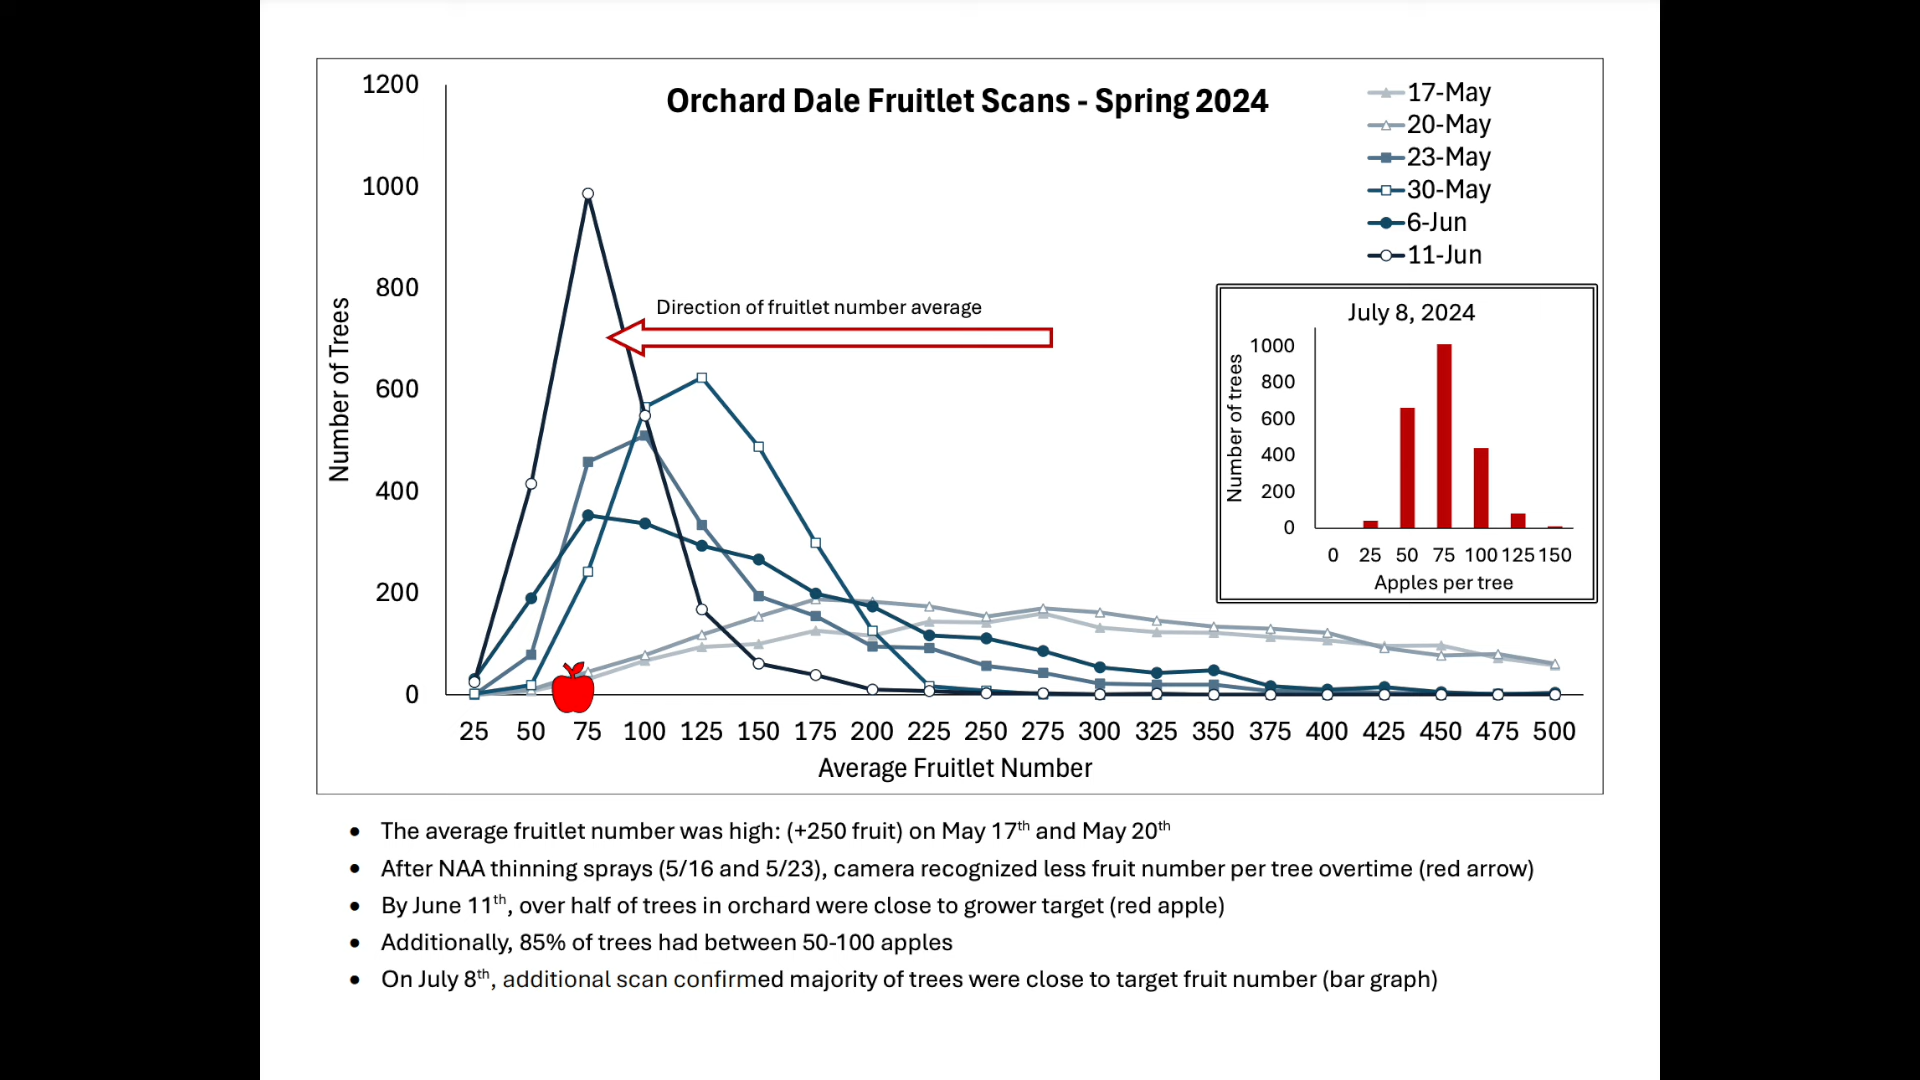 Orchard Dale Fruitlet Scans - Spring 2024
17-May
20-May
23-May
30-May
6-Jun
11-Jun
Number of Trees
1200
1000
800
600
400
200
0
Direction of fruitlet number average
25 50 75 100 125 150 175 200 225 250 275 300 325 350 375 400 425 450 475 500
Average Fruitlet Number
July 8, 2024
Number of trees
1000
800
600
400
200
0
0 25 50 75 100 125 150
Apples per tree
• The average fruitlet number was high: (+250 fruit) on May 17th and May 20th
• After NAA thinning sprays (5/16 and 5/23), camera recognized less fruit number per tree overtime (red arrow)
• By June 11th, over half of trees in orchard were close to grower target (red apple)
• Additionally, 85% of trees had between 50-100 apples
• On July 8th, additional scan confirmed majority of trees were close to target fruit number (bar graph)